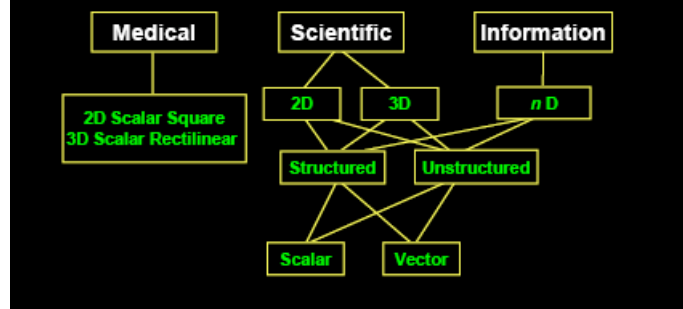 Medical
Scientific
Information
2D
3D
n D
2D Scalar Square
3D Scalar Rectilinear
Structured
Unstructured
Scalar
Vector